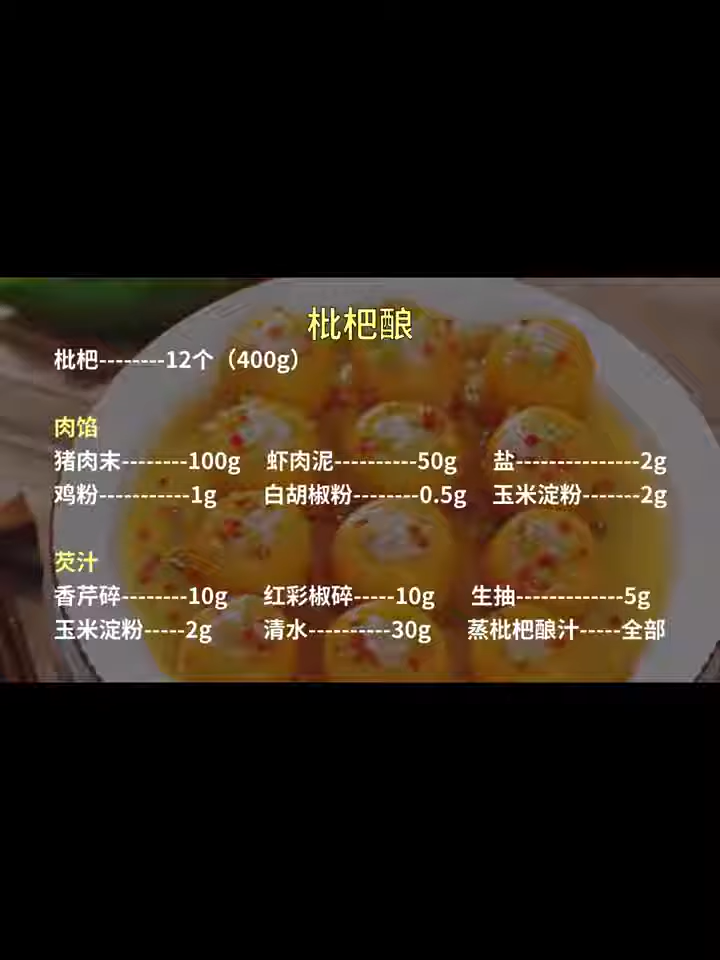 枇杷酿
枇杷--------12个（400g）
肉馅
猪肉末--------100g 虾肉泥----------50g 盐---------------2g
鸡粉-----------1g 白胡椒粉--------0.5g 玉米淀粉-------2g
芡汁
香芹碎--------10g 红彩椒碎-----10g 生抽-------------5g
玉米淀粉-----2g 清水----------30g 蒸枇杷酿汁-----全部